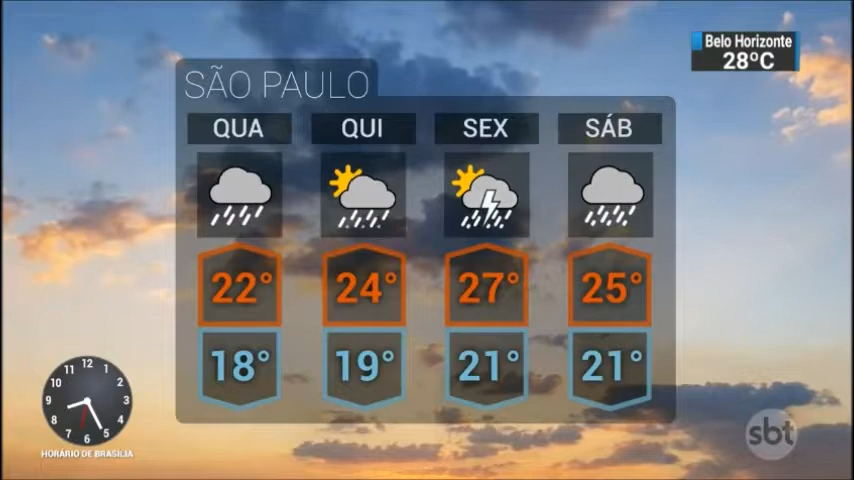 Belo Horizonte
28ºC
SÃO PAULO
QUA QUI SEX SÁB
22° 24° 27° 25°
18° 19° 21° 21°
12
11 1
10 2
9 3
8 4
7 5
6
HORÁRIO DE BRASÍLIA
sbt